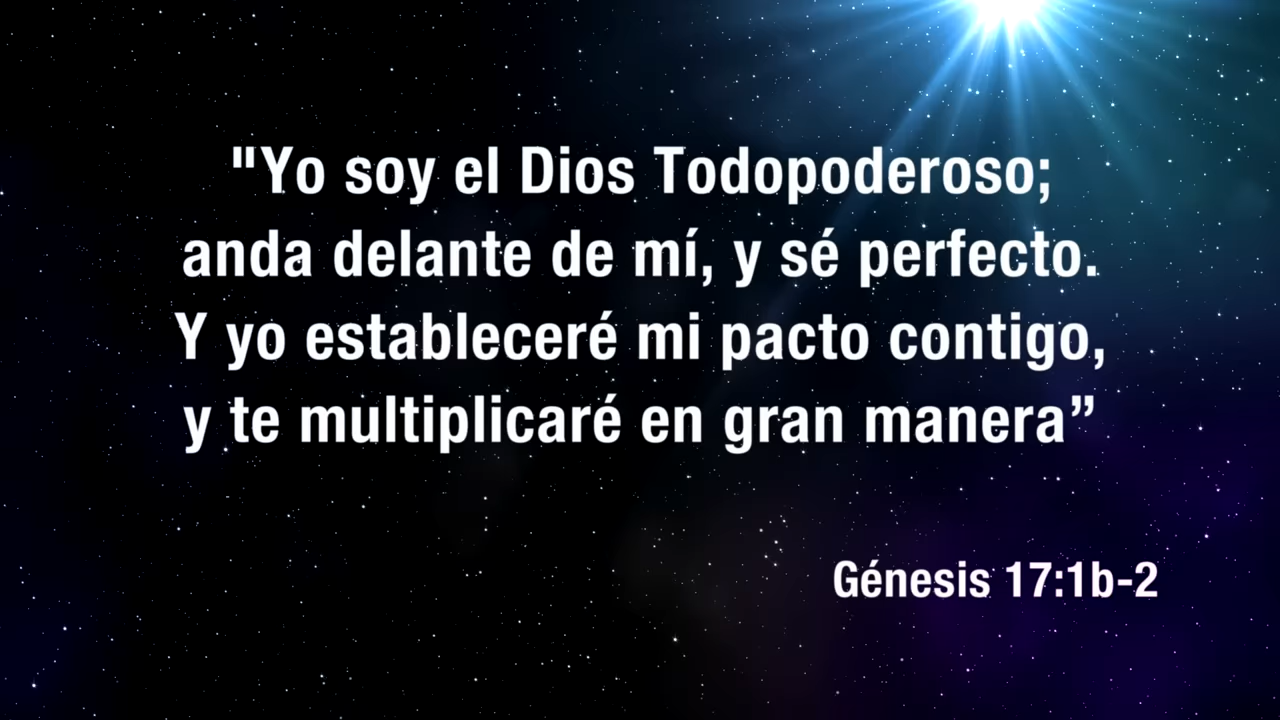 "Yo soy el Dios Todopoderoso;
anda delante de mí, y sé perfecto.
Y yo estableceré mi pacto contigo,
y te multiplicaré en gran manera”
Génesis 17:1b-2